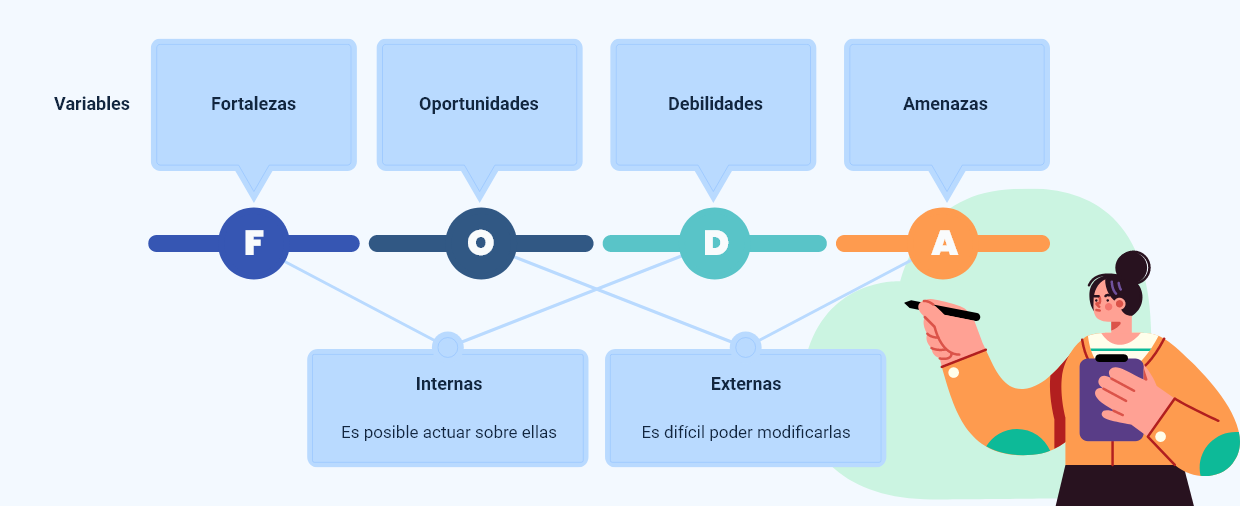 Variables
Fortalezas
Oportunidades
Debilidades
Amenazas
F
O
D
A
Internas
Es posible actuar sobre ellas
Externas
Es difícil poder modificarlas